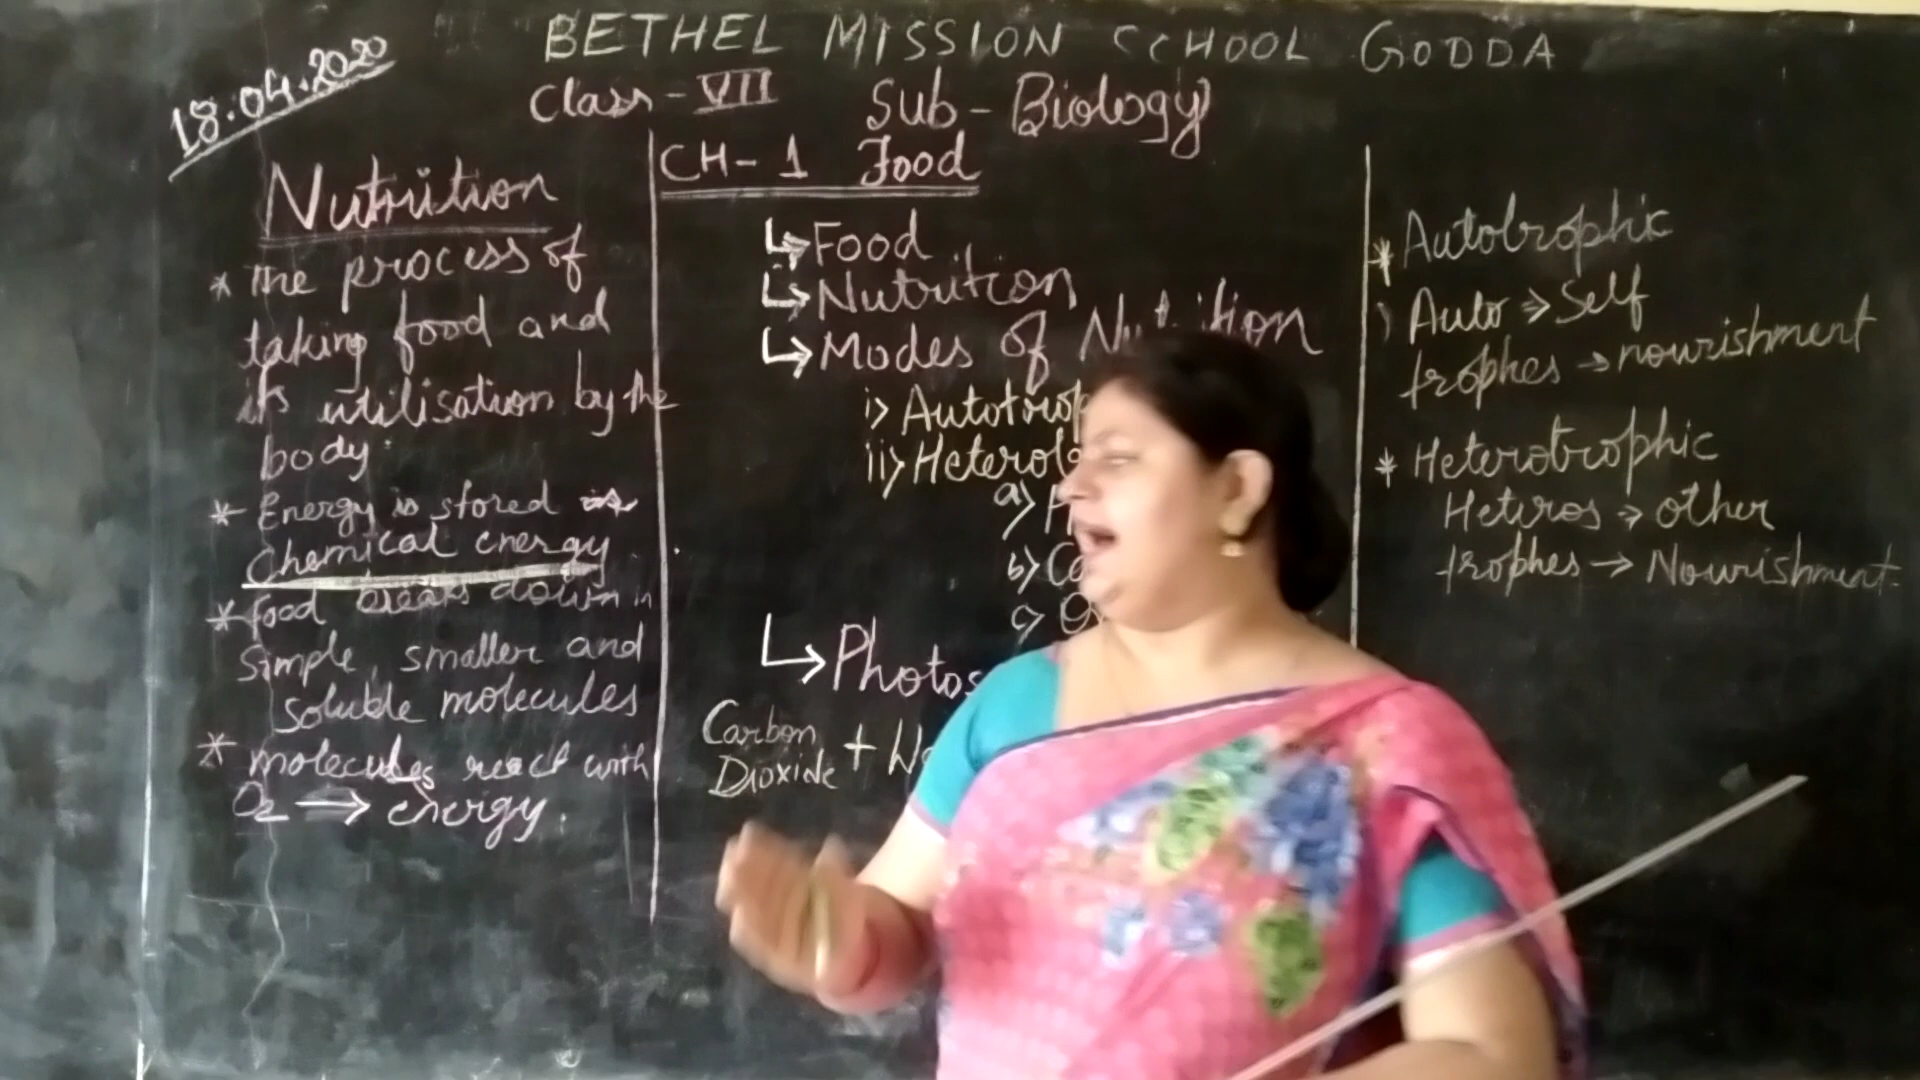 18.04.2020
BETHEL MISSION SCHOOL GODDA
Class - VII Sub - Biology
Nutrition
* The process of
taking food and
its utilisation by the
body.
* Energy is stored
Chemical energy
* food breaks down in
simple, smaller and
soluble molecules
* molecules react with
O2 → energy.
CH- 1 Food
↳ Food
↳ Nutrition
↳ Modes of
i)
ii)
a)
b)
c)
↳
Carbon
Dioxide +
* Autotrophic
Auto ⇒ Self
trophes → nourishment
* Heterotrophic
Heteros → other
trophes → Nourishment.